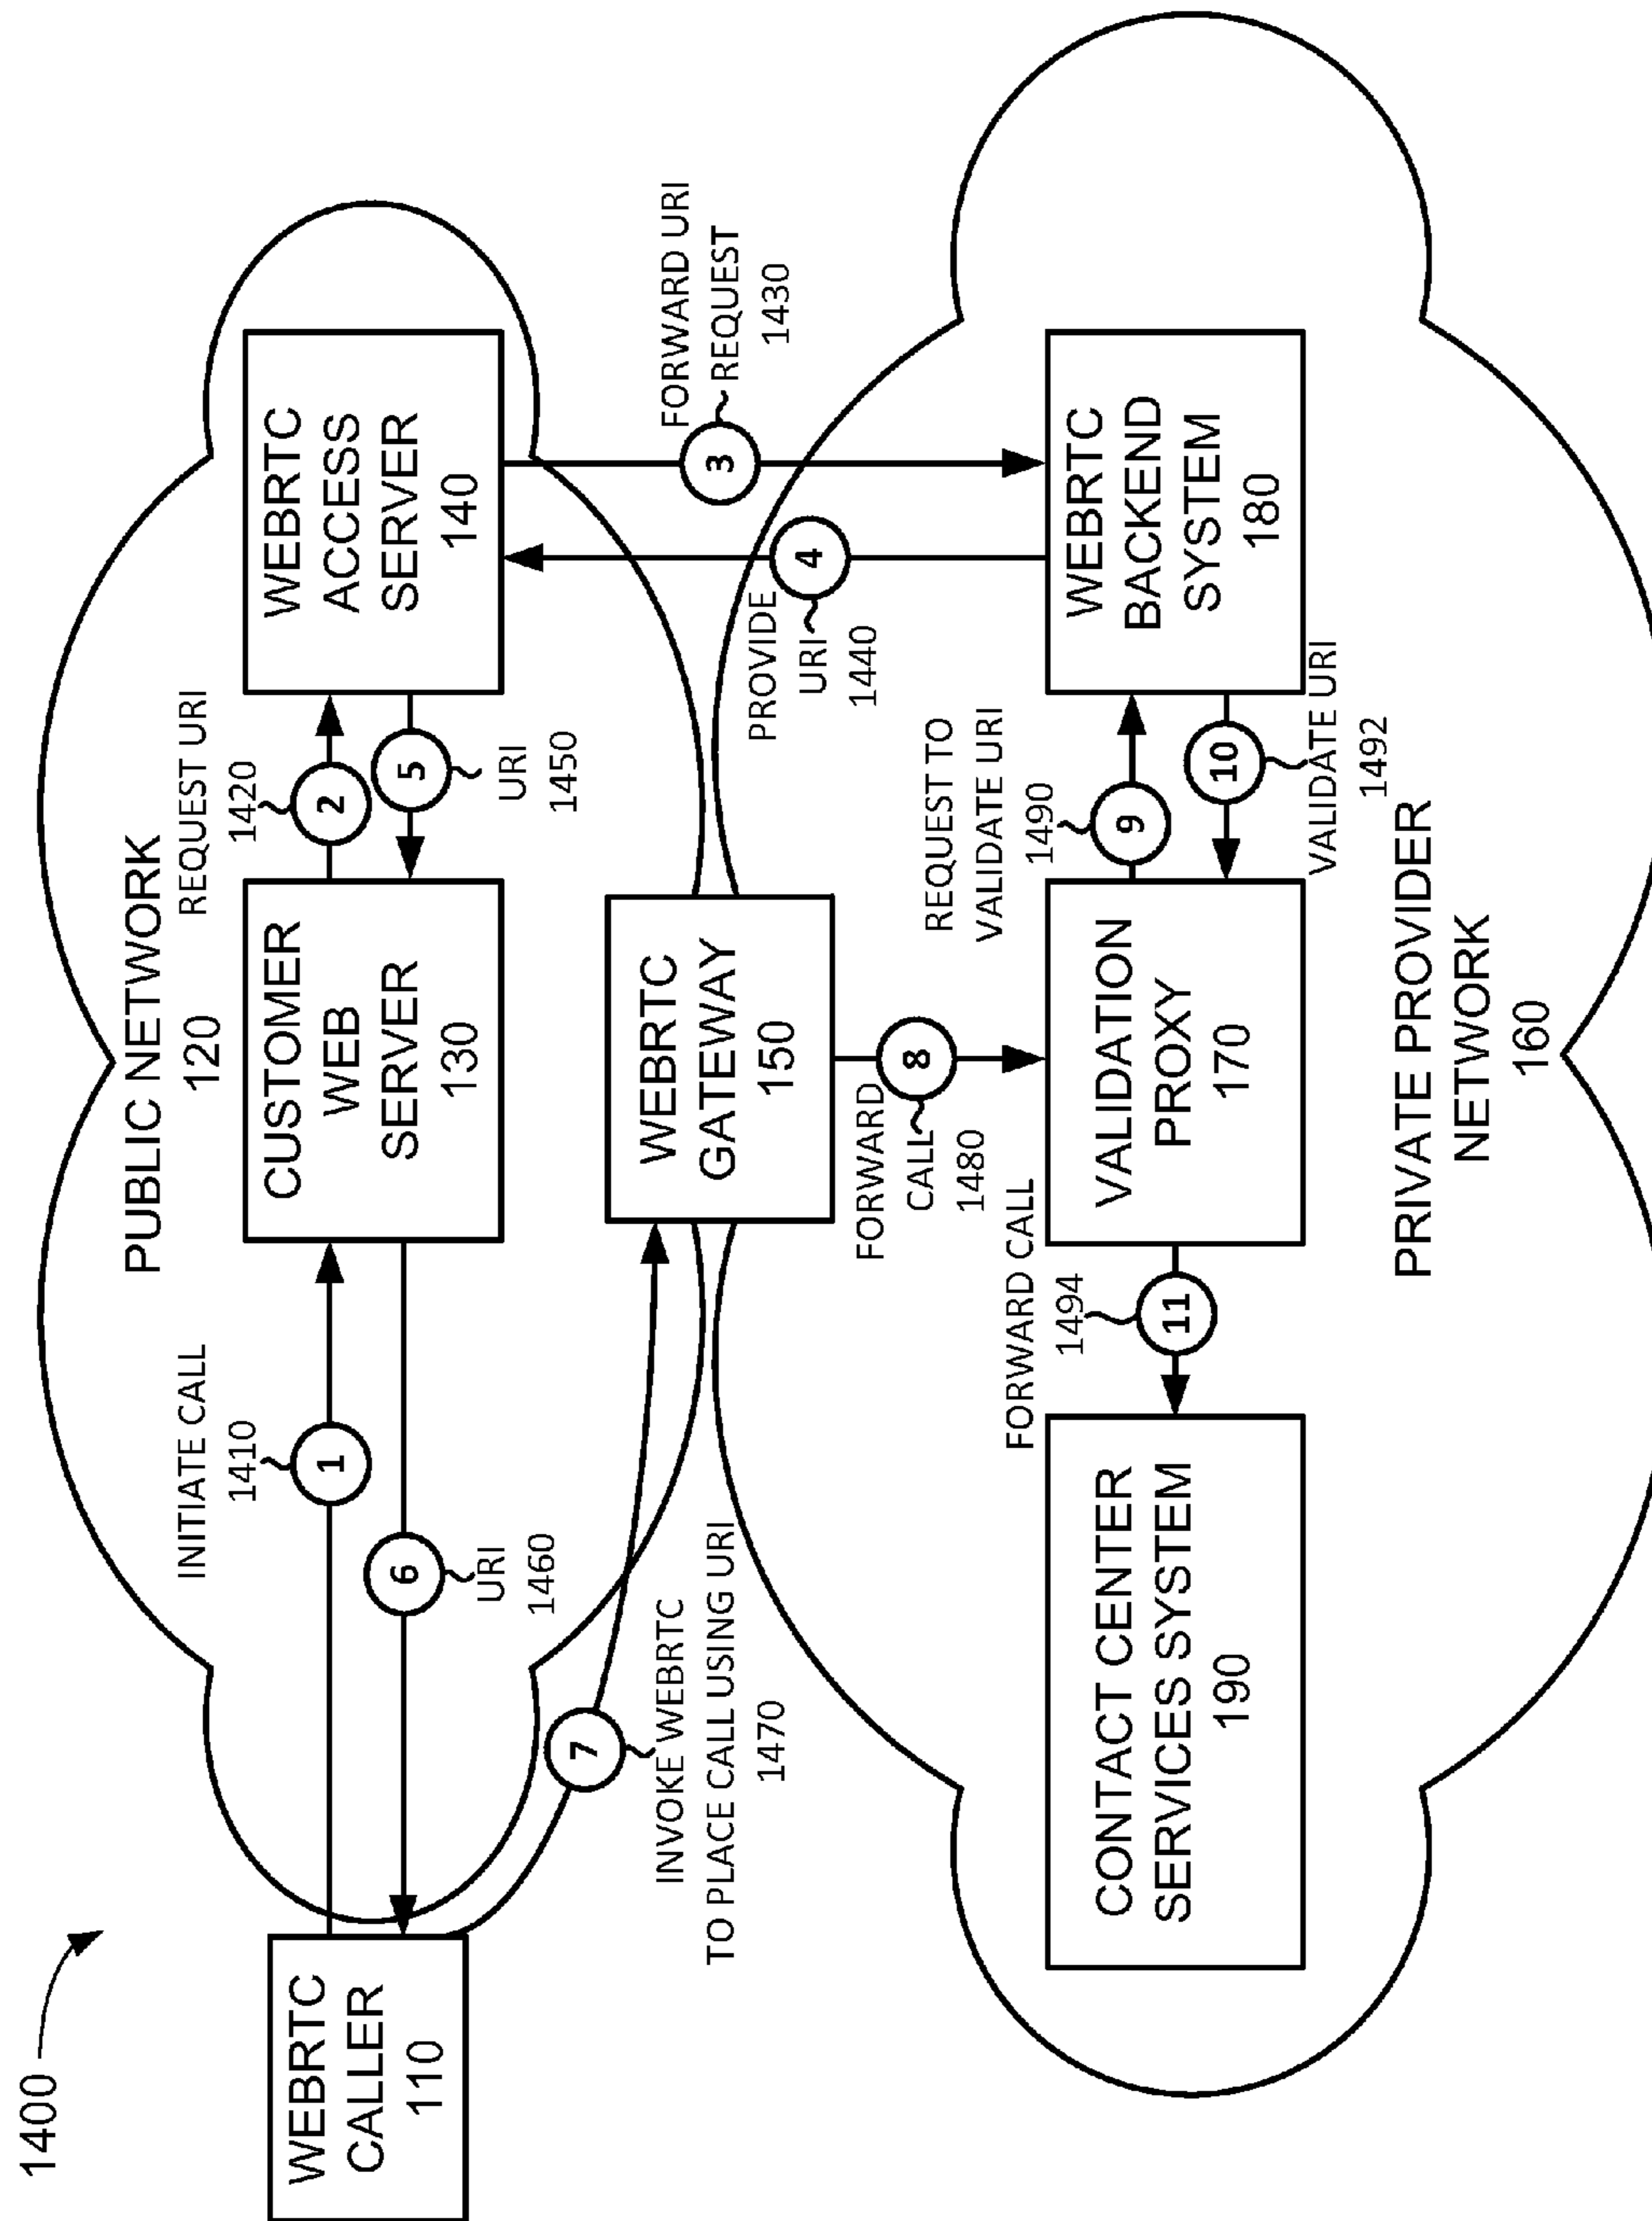 1400
WEBRTC
CALLER
110
PUBLIC NETWORK
120
INITIATE CALL
1410
1
6
URI
1460
CUSTOMER
WEB
SERVER
130
REQUEST URI
1420
2
5
URI
1450
WEBRTC
ACCESS
SERVER
140
FORWARD URI
REQUEST
1430
3
4
PROVIDE
URI
1440
7
INVOKE WEBRTC
TO PLACE CALL USING URI
1470
WEBRTC
GATEWAY
150
FORWARD
CALL
1480
8
REQUEST TO
VALIDATE URI
1490
9
10
VALIDATE URI
1492
WEBRTC
BACKEND
SYSTEM
180
VALIDATION
PROXY
170
FORWARD CALL
1494
11
CONTACT CENTER
SERVICES SYSTEM
190
PRIVATE PROVIDER
NETWORK
160